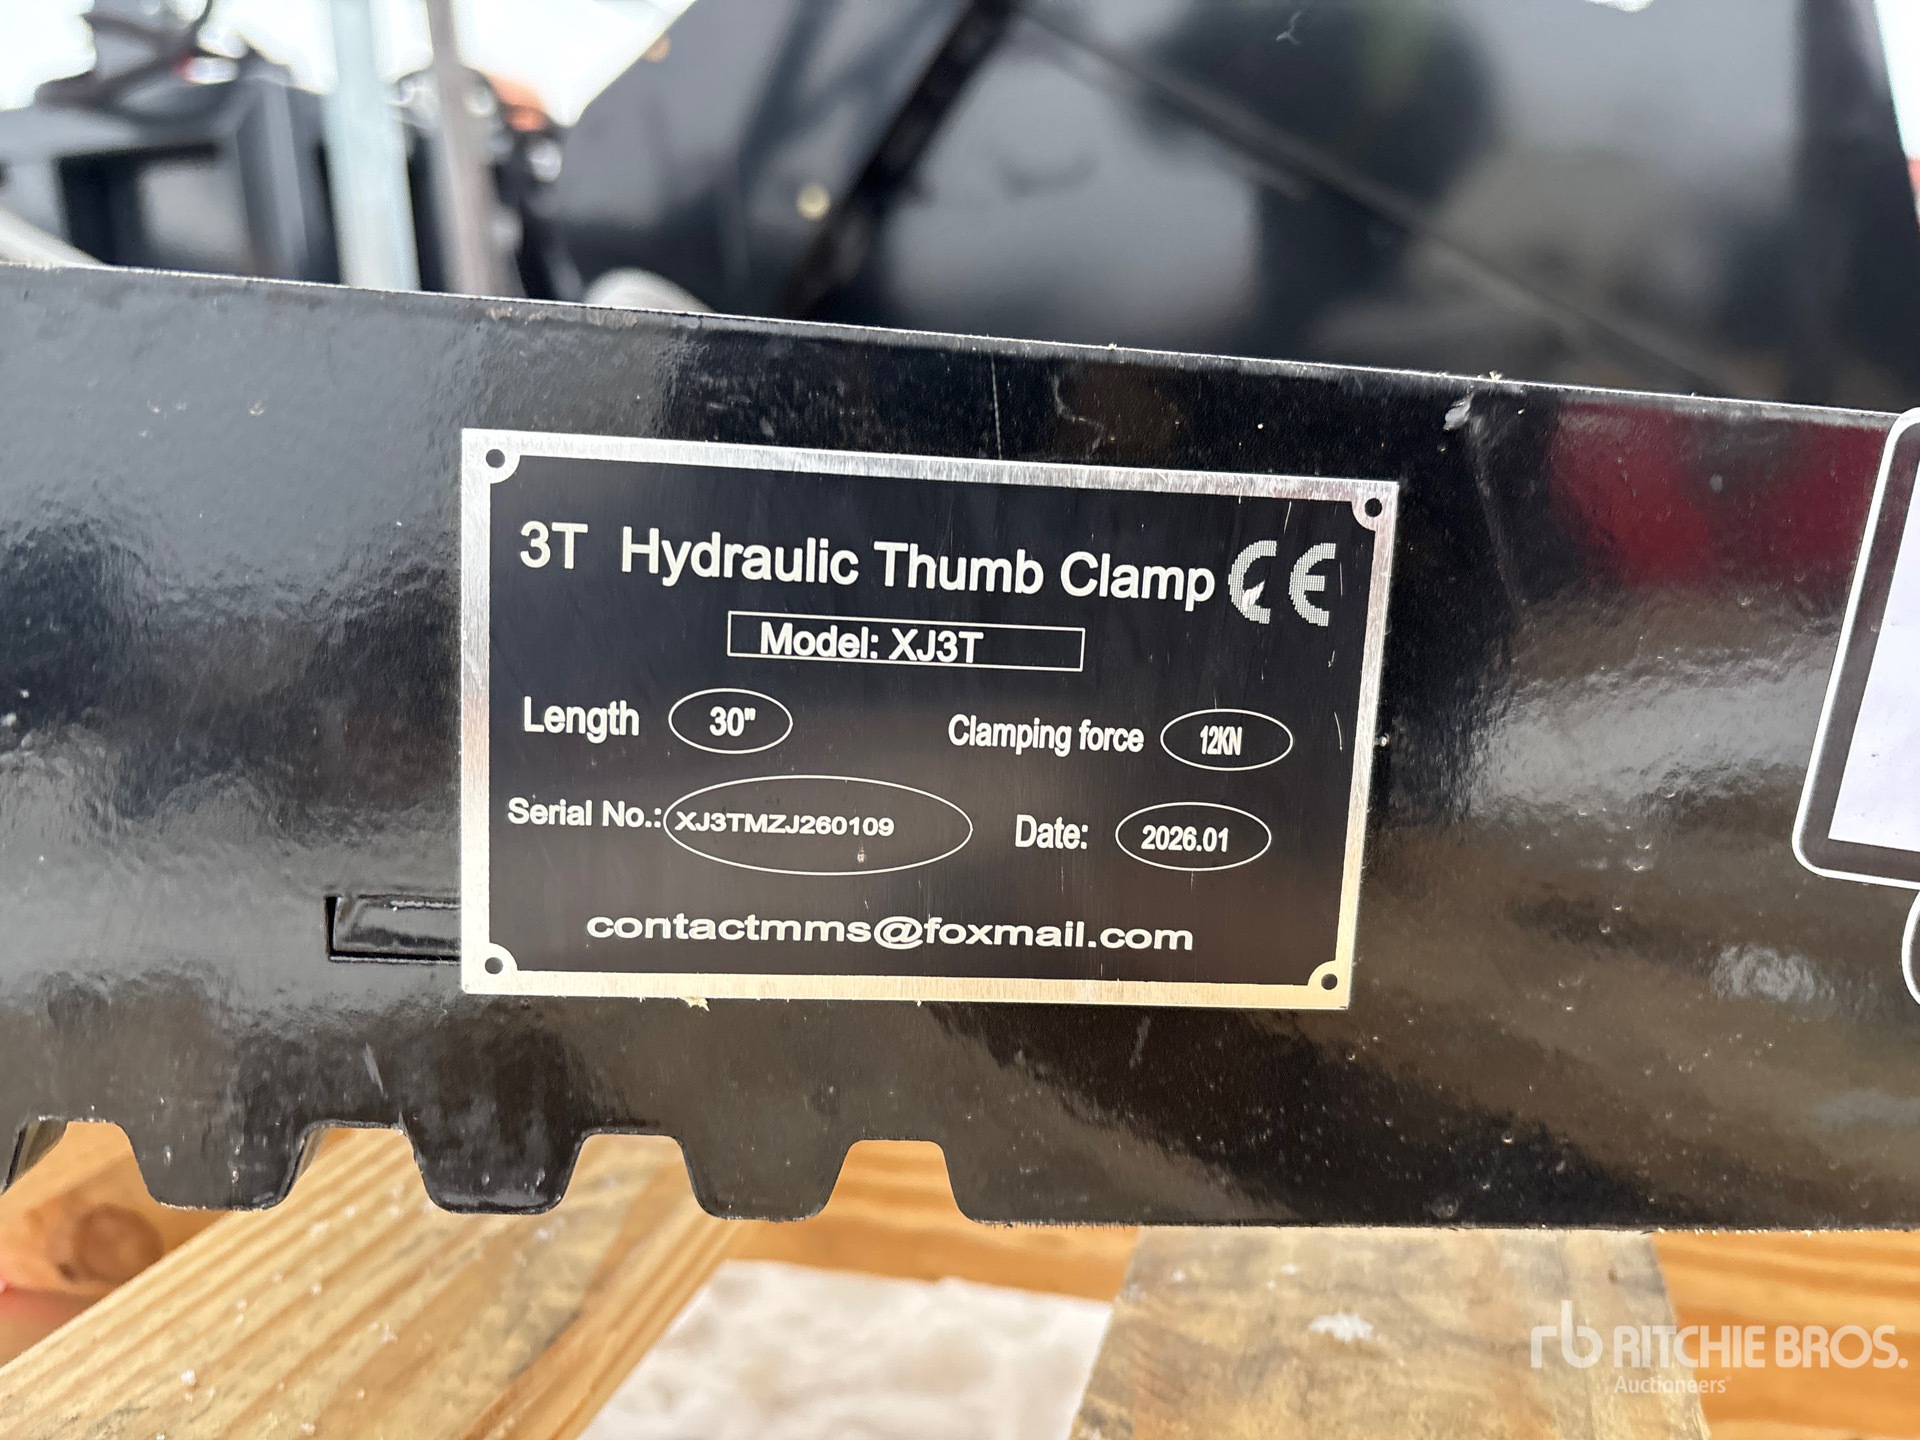 3T Hydraulic Thumb Clamp CE
Model: XJ3T
Length 30" Clamping force 12KN
Serial No.: XJ3TMZJ260109 Date: 2026.01
contactmms@foxmail.com
rb RITCHIE BROS.
Auctioneers